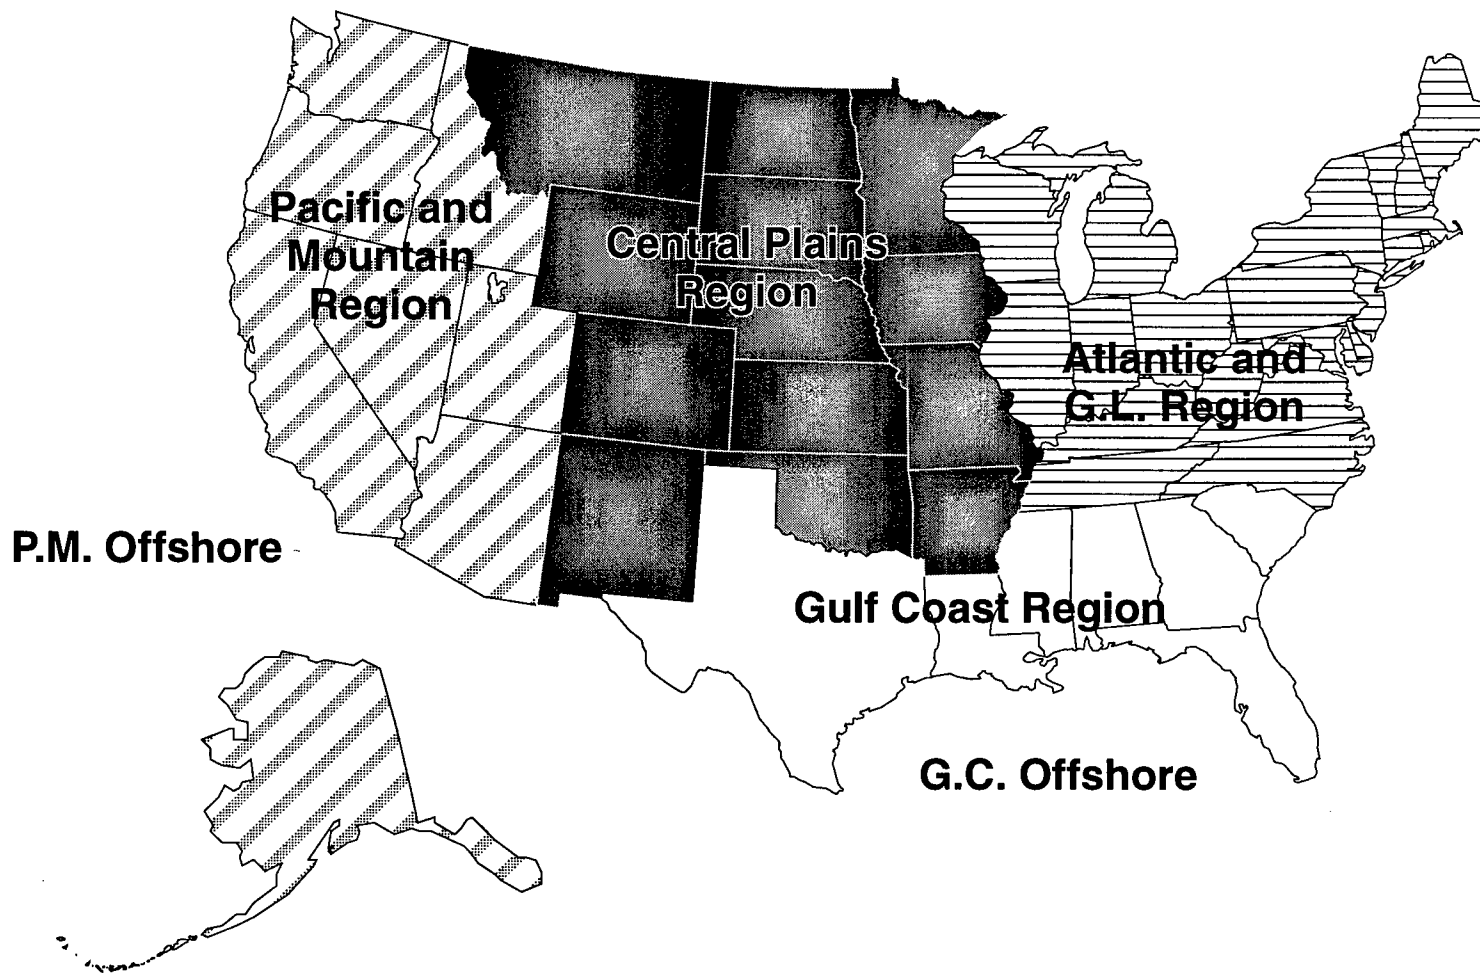 Pacific and
Mountain
Region
Central Plains
Region
Atlantic and
G.L. Region
P.M. Offshore
Gulf Coast Region
G.C. Offshore